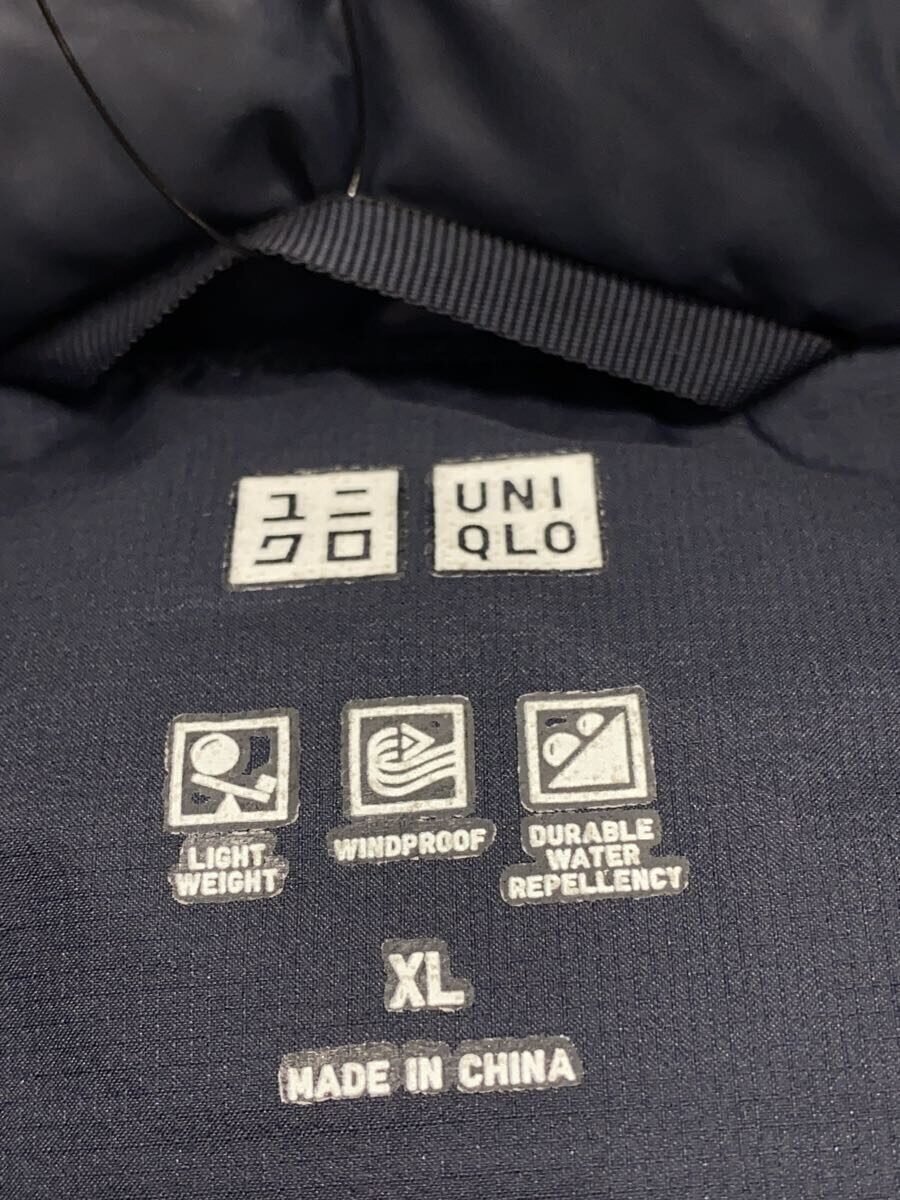 ユニ
クロ
UNI
QLO
LIGHT
WEIGHT
WINDPROOF
DURABLE
WATER
REPELLENCY
XL
MADE IN CHINA